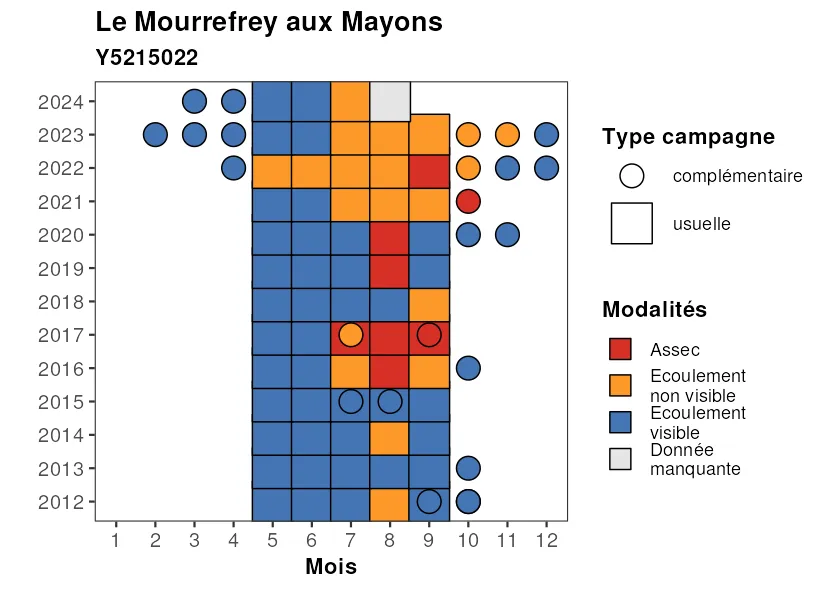 Le Mourrefrey aux Mayons
Y5215022
2024
2023
2022
2021
2020
2019
2018
2017
2016
2015
2014
2013
2012
1 2 3 4 5 6 7 8 9 10 11 12
Mois
Type campagne
complémentaire
usuelle
Modalités
Assec
Ecoulement
non visible
Ecoulement
visible
Donnée
manquante